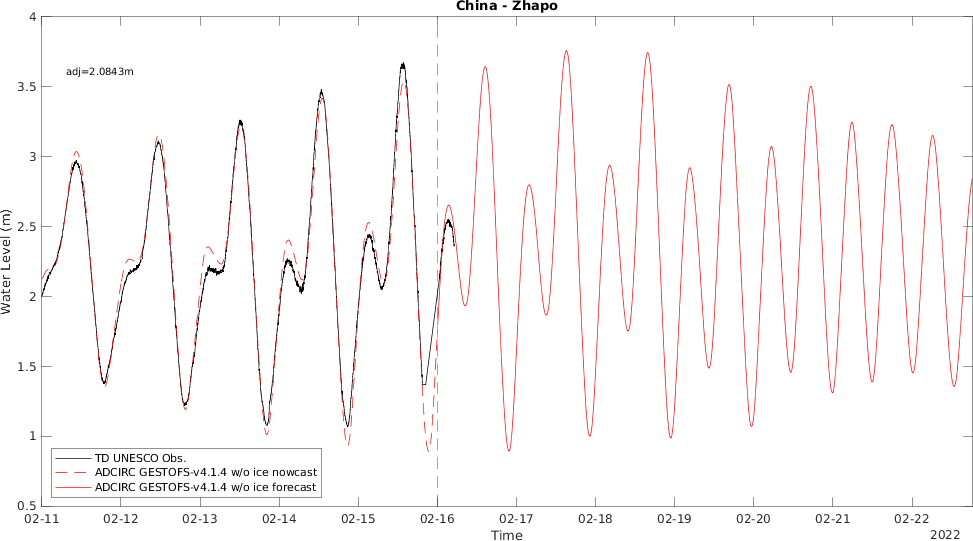 China - Zhapo
adj=2.0843m
4
3.5
3
2.5
2
1.5
1
0.5
Water Level (m)
TD UNESCO Obs.
ADCIRC GESTOFS-v4.1.4 w/o ice nowcast
ADCIRC GESTOFS-v4.1.4 w/o ice forecast
02-11 02-12 02-13 02-14 02-15 02-16 02-17 02-18 02-19 02-20 02-21 02-22
Time
2022